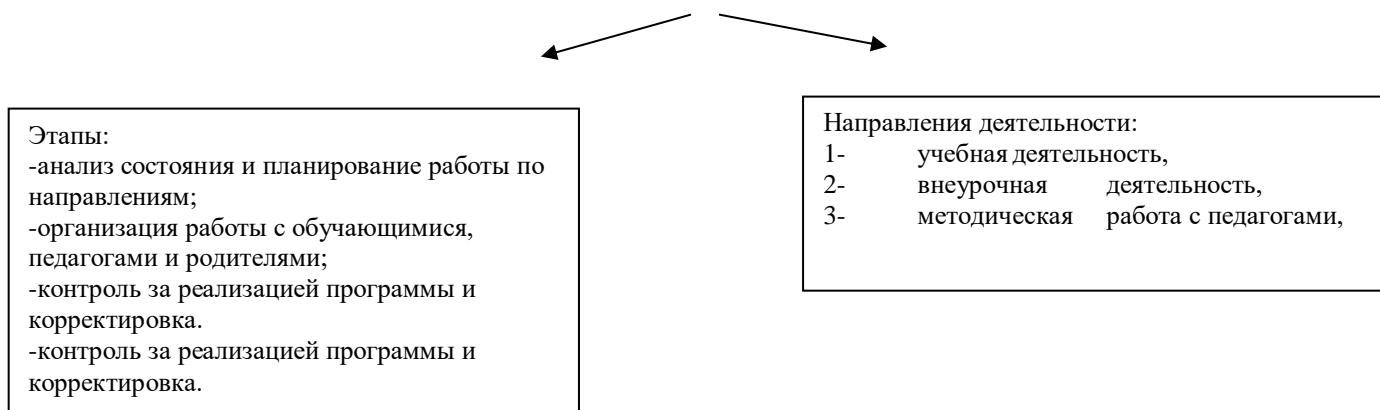 Этапы:
-анализ состояния и планирование работы по
направлениям;
-организация работы с обучающимися,
педагогами и родителями;
-контроль за реализацией программы и
корректировка.
-контроль за реализацией программы и
корректировка.
Направления деятельности:
1- учебная деятельность,
2- внеурочная деятельность,
3- методическая работа с педагогами,